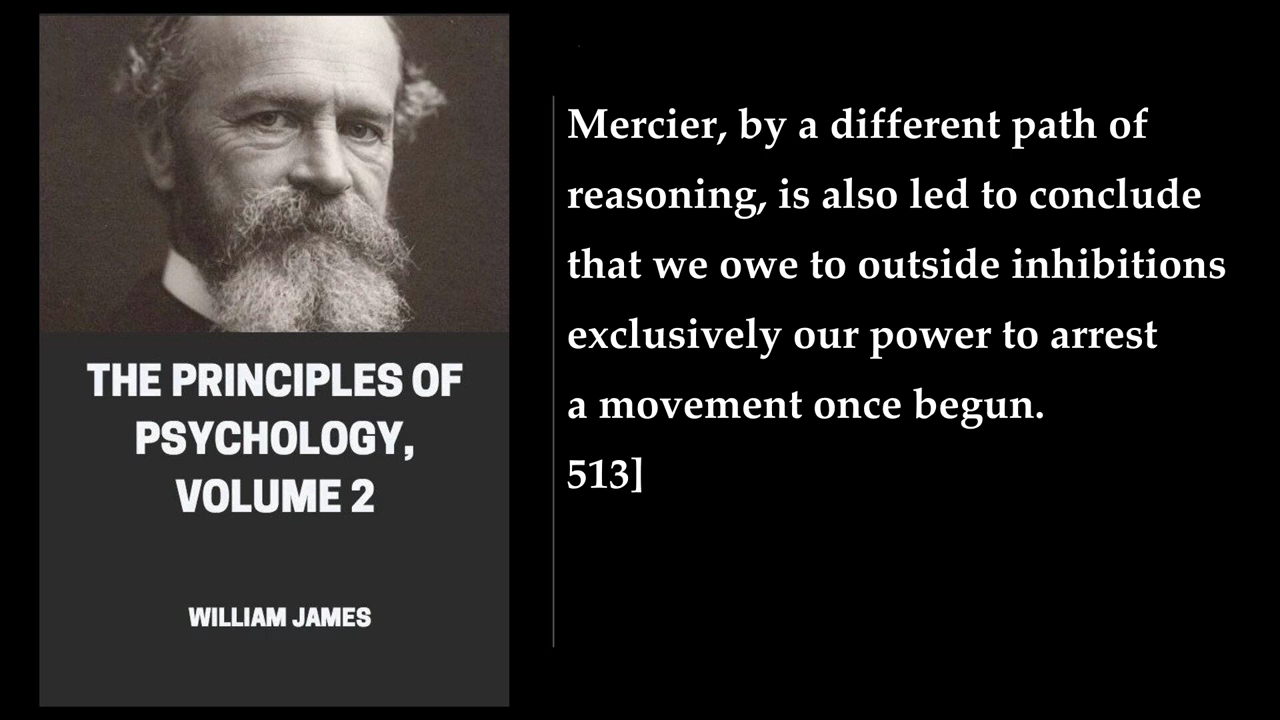 THE PRINCIPLES OF
PSYCHOLOGY,
VOLUME 2
WILLIAM JAMES
Mercier, by a different path of
reasoning, is also led to conclude
that we owe to outside inhibitions
exclusively our power to arrest
a movement once begun.
513]